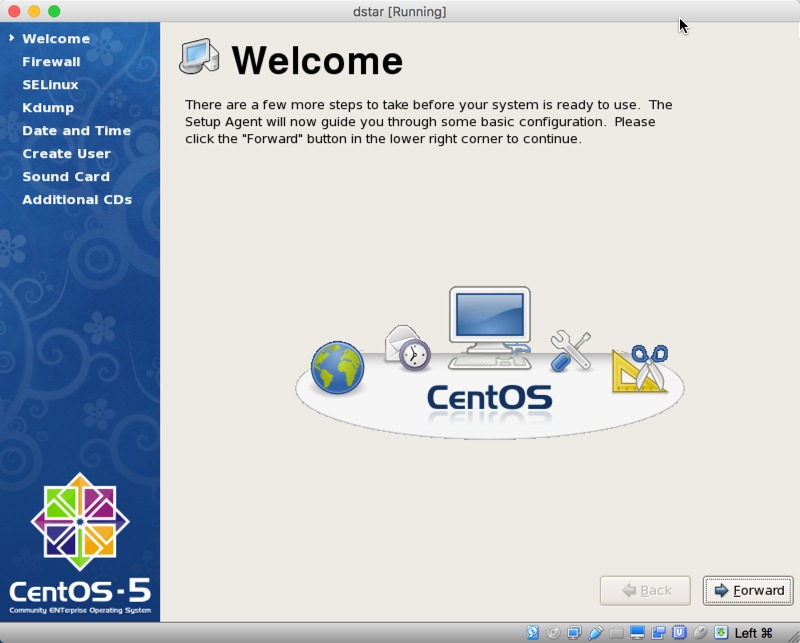 dstar [Running]
Welcome
Firewall
SELinux
Kdump
Date and Time
Create User
Sound Card
Additional CDs
Welcome
There are a few more steps to take before your system is ready to use.  The
Setup Agent will now guide you through some basic configuration.  Please
click the "Forward" button in the lower right corner to continue.
CentOS
CentOS-5
Community ENTerprise Operating System
Back
Forward
Left ⌘